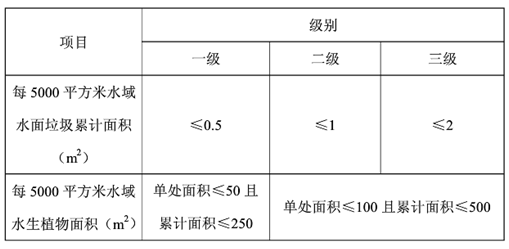 项目
级别
一级
二级
三级
每 5000 平方米水域
水面垃圾累计面积
（m²）
≤0.5
≤1
≤2
每 5000 平方米水域
水生植物面积（m²）
单处面积≤50 且
累计面积≤250
单处面积≤100 且累计面积≤500